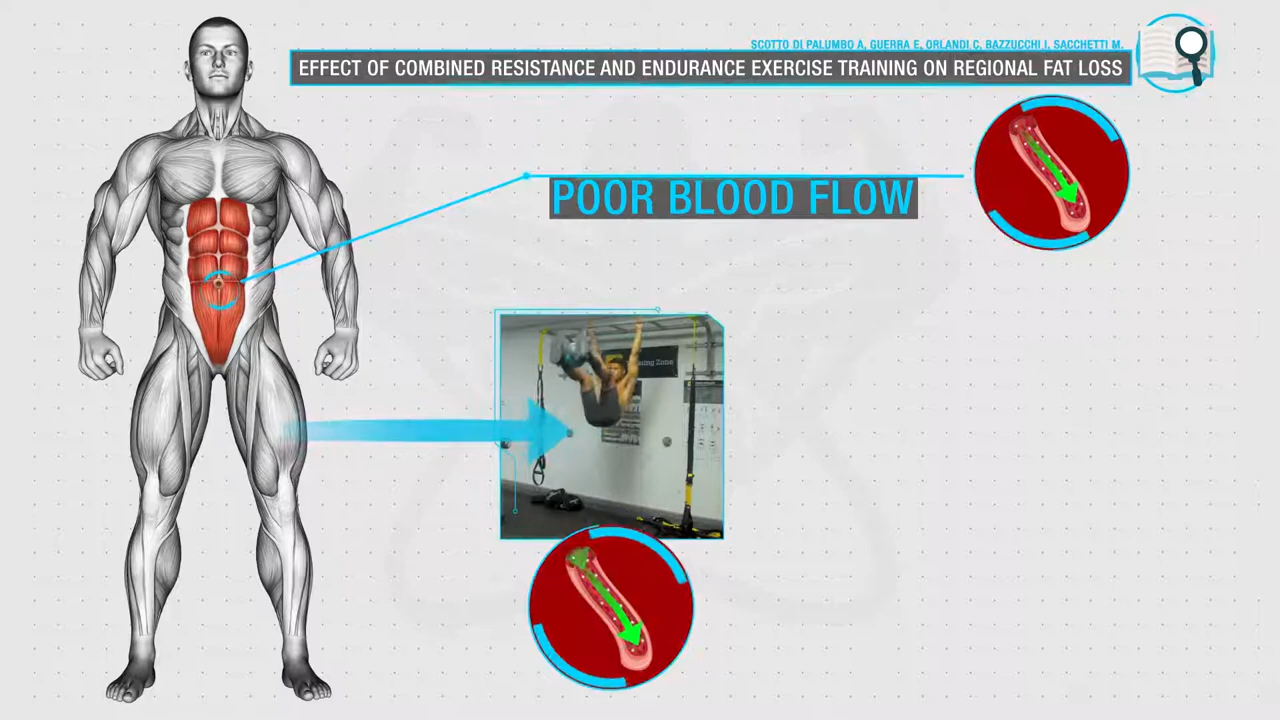 SCOTTO DI PALUMBO A, GUERRA E, ORLANDI C, BAZZUCCHI I, SACCHETTI M.
EFFECT OF COMBINED RESISTANCE AND ENDURANCE EXERCISE TRAINING ON REGIONAL FAT LOSS
POOR BLOOD FLOW
Zone